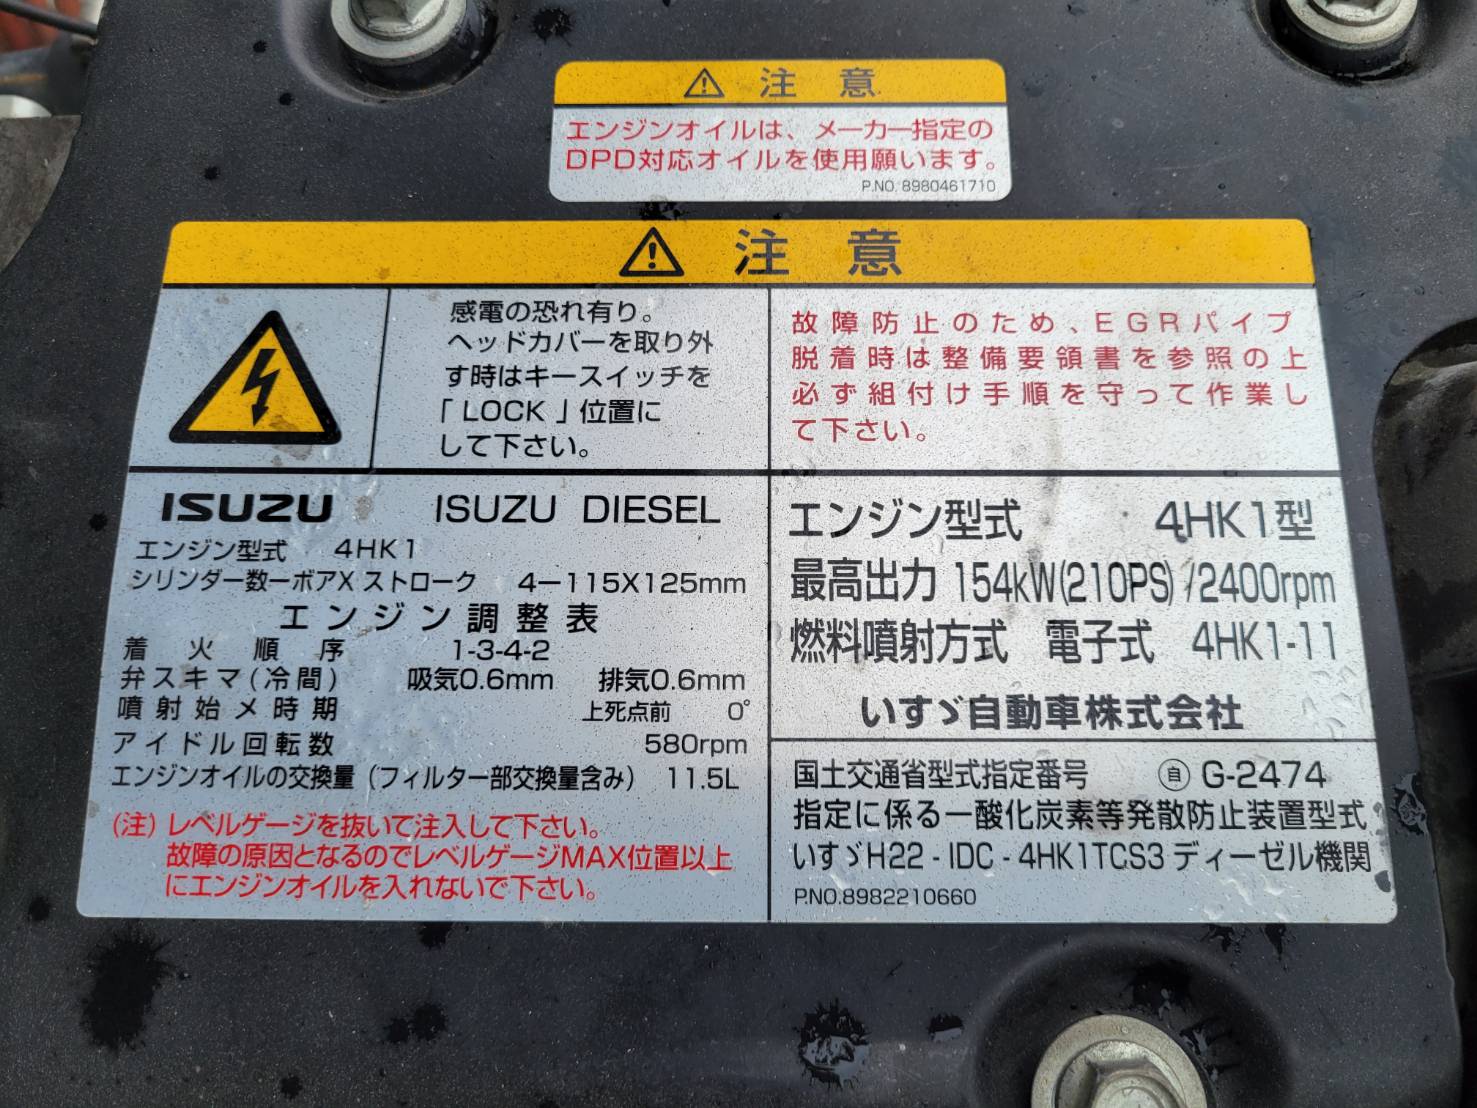 ⚠ 注 意
エンジンオイルは、メーカー指定の
DPD対応オイルを使用願います。
P.NO. 8980461710
⚠ 注 意
感電の恐れ有り。
ヘッドカバーを取り外
す時はキースイッチを
「 LOCK 」位置に
して下さい。
故障防止のため、EGRパイプ
脱着時は整備要領書を参照の上
必ず組付け手順を守って作業し
て下さい。
ISUZU ISUZU DIESEL
エンジン型式 4HK1
シリンダー数ーボアX ストローク 4ー115X125mm
エンジン調整表
着火順序 1-3-4-2
弁スキマ(冷間) 吸気0.6mm 排気0.6mm
噴射始メ時期 上死点前 0°
アイドル回転数 580rpm
エンジンオイルの交換量(フィルター部交換量含み) 11.5L
(注) レベルゲージを抜いて注入して下さい。
故障の原因となるのでレベルゲージMAX位置以上
にエンジンオイルを入れないで下さい。
エンジン型式 4HK1型
最高出力 154kW(210PS) /2400rpm
燃料噴射方式 電子式 4HK1-11
いすゞ自動車株式会社
国土交通省型式指定番号 ㊀自 G-2474
指定に係る一酸化炭素等発散防止装置型式
いすゞH22 - IDC - 4HK1TCS3 ディーゼル機関
P.NO.8982210660